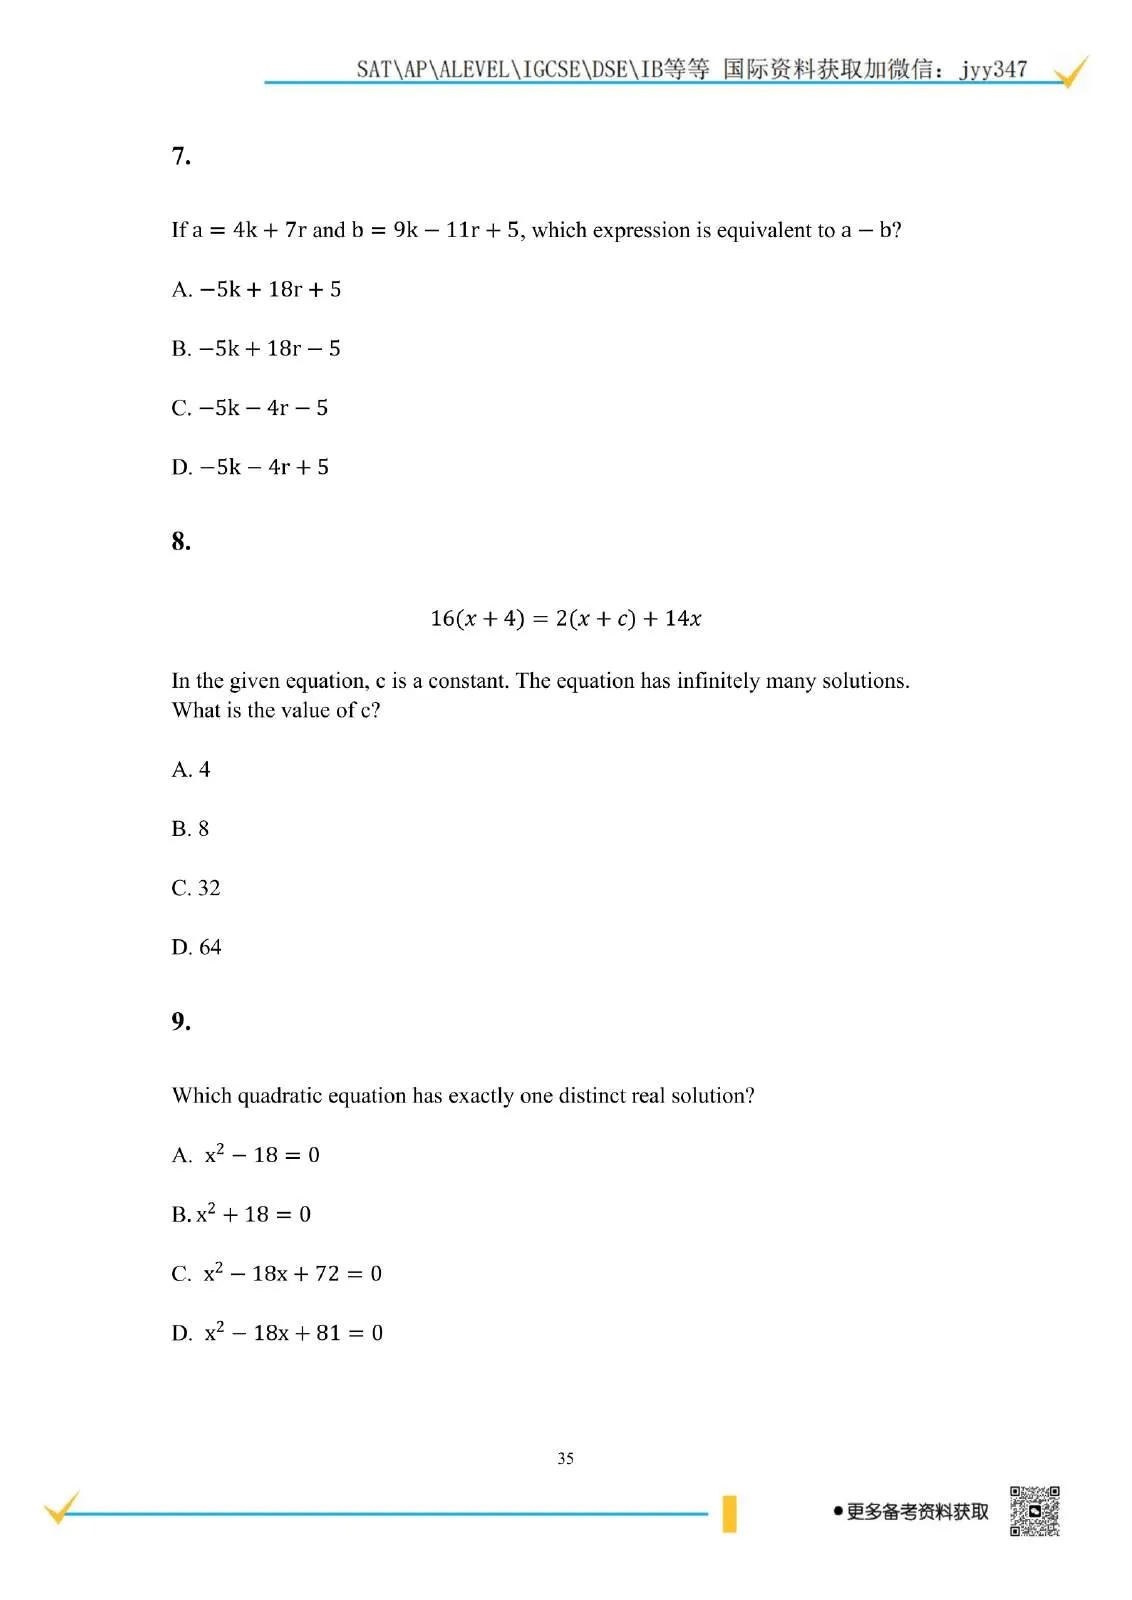 SAT\AP\ALEVEL\IGCSE\DSE\IB等等 国际资料获取加微信：jyy347
7.
If a = 4k + 7r and b = 9k − 11r + 5, which expression is equivalent to a − b?
A. −5k + 18r + 5
B. −5k + 18r − 5
C. −5k − 4r − 5
D. −5k − 4r + 5
8.
16(x + 4) = 2(x + c) + 14x
In the given equation, c is a constant. The equation has infinitely many solutions.
What is the value of c?
A. 4
B. 8
C. 32
D. 64
9.
Which quadratic equation has exactly one distinct real solution?
A. x² − 18 = 0
B. x² + 18 = 0
C. x² − 18x + 72 = 0
D. x² − 18x + 81 = 0
35
●更多备考资料获取